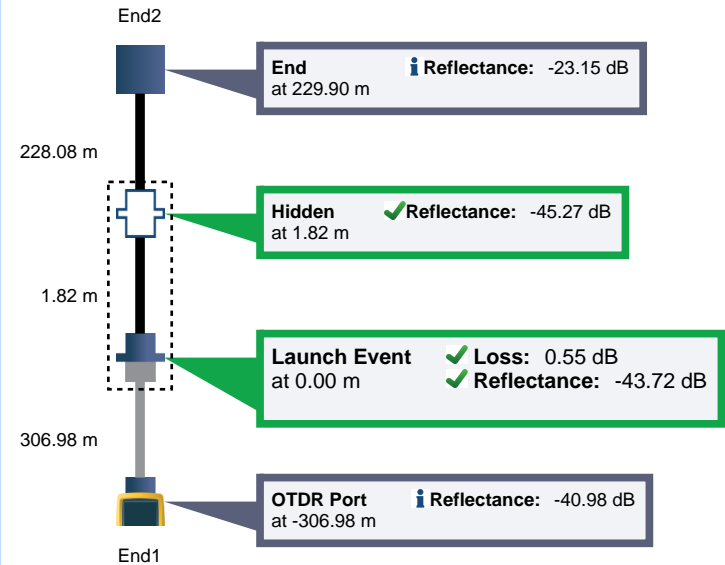 End2
End Reflectance: -23.15 dB
at 229.90 m
228.08 m
Hidden Reflectance: -45.27 dB
at 1.82 m
1.82 m
Launch Event Loss: 0.55 dB
at 0.00 m Reflectance: -43.72 dB
306.98 m
OTDR Port Reflectance: -40.98 dB
at -306.98 m
End1